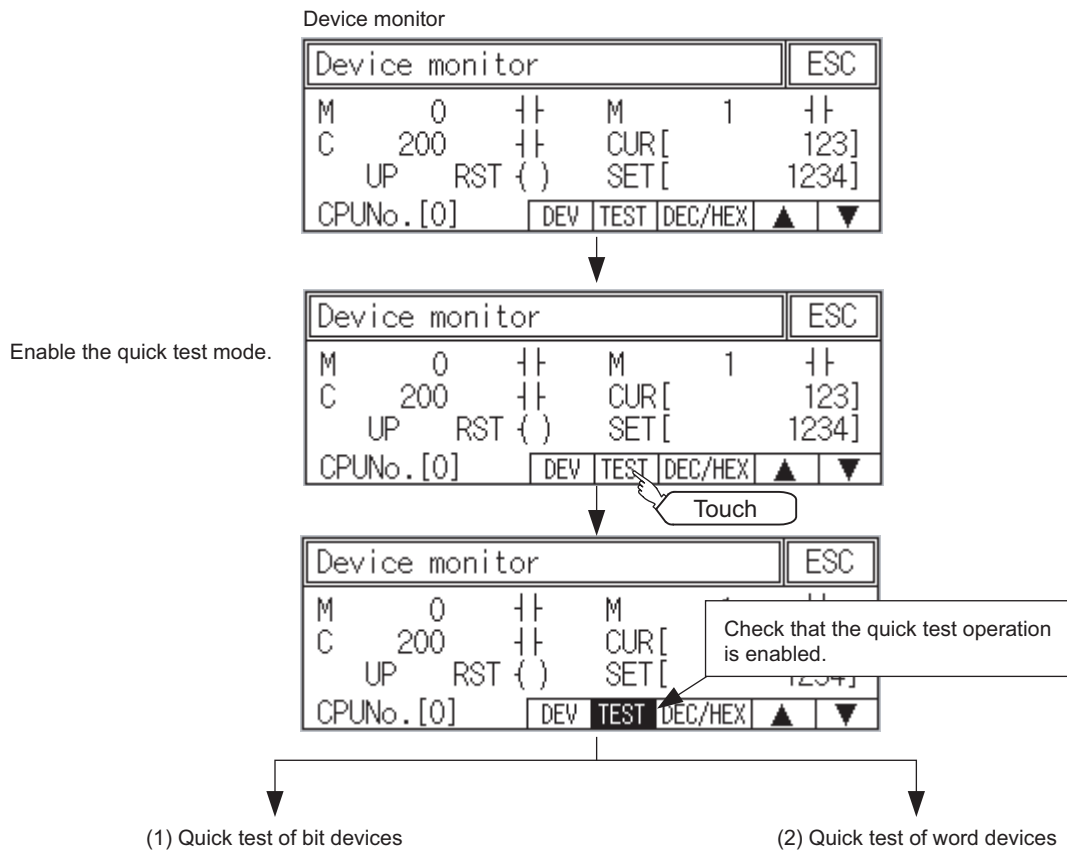 Device monitor
Device monitor ESC
M 0 ┤├ M 1 ┤├
C 200 ┤├ CUR[ 123]
UP RST ( ) SET[ 1234]
CPUNo.[0] DEV TEST DEC/HEX ▲ ▼
Enable the quick test mode.
Device monitor ESC
M 0 ┤├ M 1 ┤├
C 200 ┤├ CUR[ 123]
UP RST ( ) SET[ 1234]
CPUNo.[0] DEV TEST DEC/HEX ▲ ▼
Touch
Device monitor ESC
M 0 ┤├ M
C 200 ┤├ CUR[
UP RST ( ) SET[ 1234]
Check that the quick test operation
is enabled.
CPUNo.[0] DEV TEST DEC/HEX ▲ ▼
(1) Quick test of bit devices
(2) Quick test of word devices